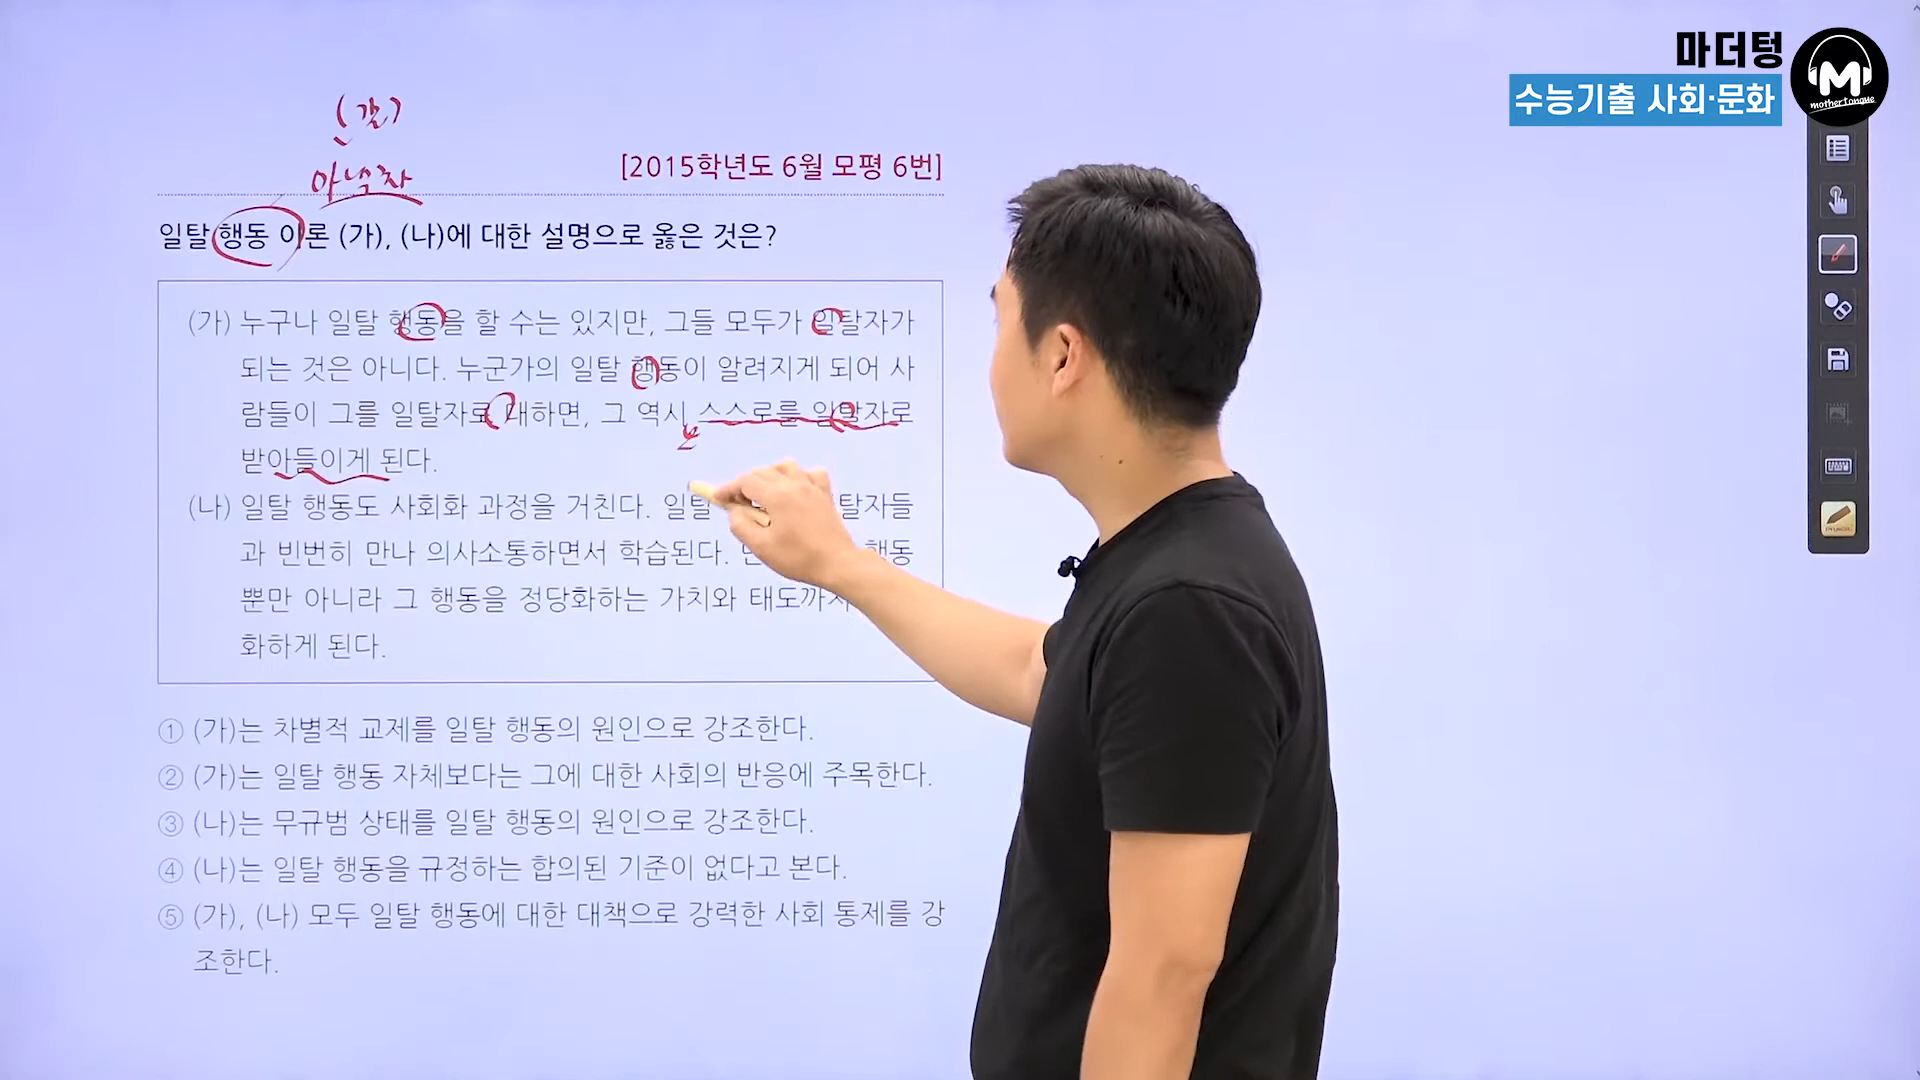 마더텅
수능기출 사회·문화
M
mothertongue
(갈)
아낙차
[2015학년도 6월 모평 6번]
일탈 행동 이론 (가), (나)에 대한 설명으로 옳은 것은?
(가) 누구나 일탈 행동을 할 수는 있지만, 그들 모두가 일탈자가
되는 것은 아니다. 누군가의 일탈 행동이 알려지게 되어 사
람들이 그를 일탈자로 대하면, 그 역시 스스로를 일탈자로
받아들이게 된다.
(나) 일탈 행동도 사회화 과정을 거친다. 일탈 탈자들
과 빈번히 만나 의사소통하면서 학습된다. 행동
뿐만 아니라 그 행동을 정당화하는 가치와 태도까지
화하게 된다.
① (가)는 차별적 교제를 일탈 행동의 원인으로 강조한다.
② (가)는 일탈 행동 자체보다는 그에 대한 사회의 반응에 주목한다.
③ (나)는 무규범 상태를 일탈 행동의 원인으로 강조한다.
④ (나)는 일탈 행동을 규정하는 합의된 기준이 없다고 본다.
⑤ (가), (나) 모두 일탈 행동에 대한 대책으로 강력한 사회 통제를 강
조한다.